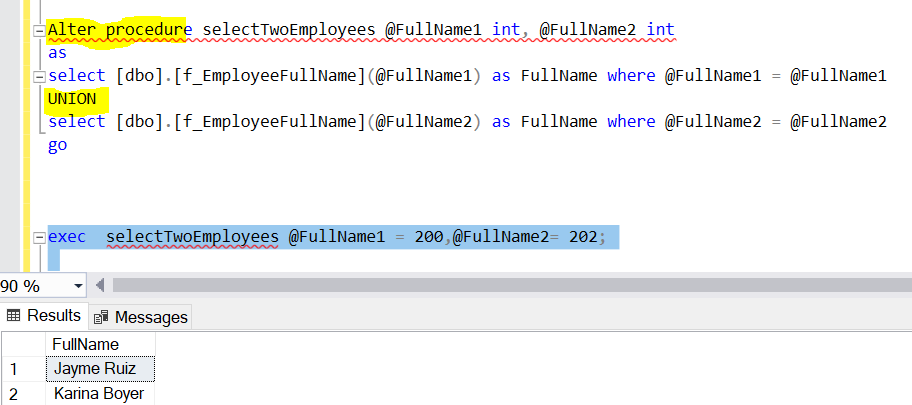 Alter procedure selectTwoEmployees @FullName1 int, @FullName2 int
as
select [dbo].[f_EmployeeFullName](@FullName1) as FullName where @FullName1 = @FullName1
UNION
select [dbo].[f_EmployeeFullName](@FullName2) as FullName where @FullName2 = @FullName2
go
exec  selectTwoEmployees @FullName1 = 200,@FullName2= 202;
90 %
Results Messages
FullName
1 Jayme Ruiz
2 Karina Boyer